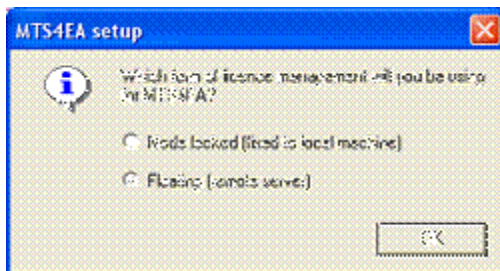 MTS4EA setup
Which form of licence management will you be using
for MTS4EA?
Node locked (fixed to local machine)
Floating (remote server)
OK